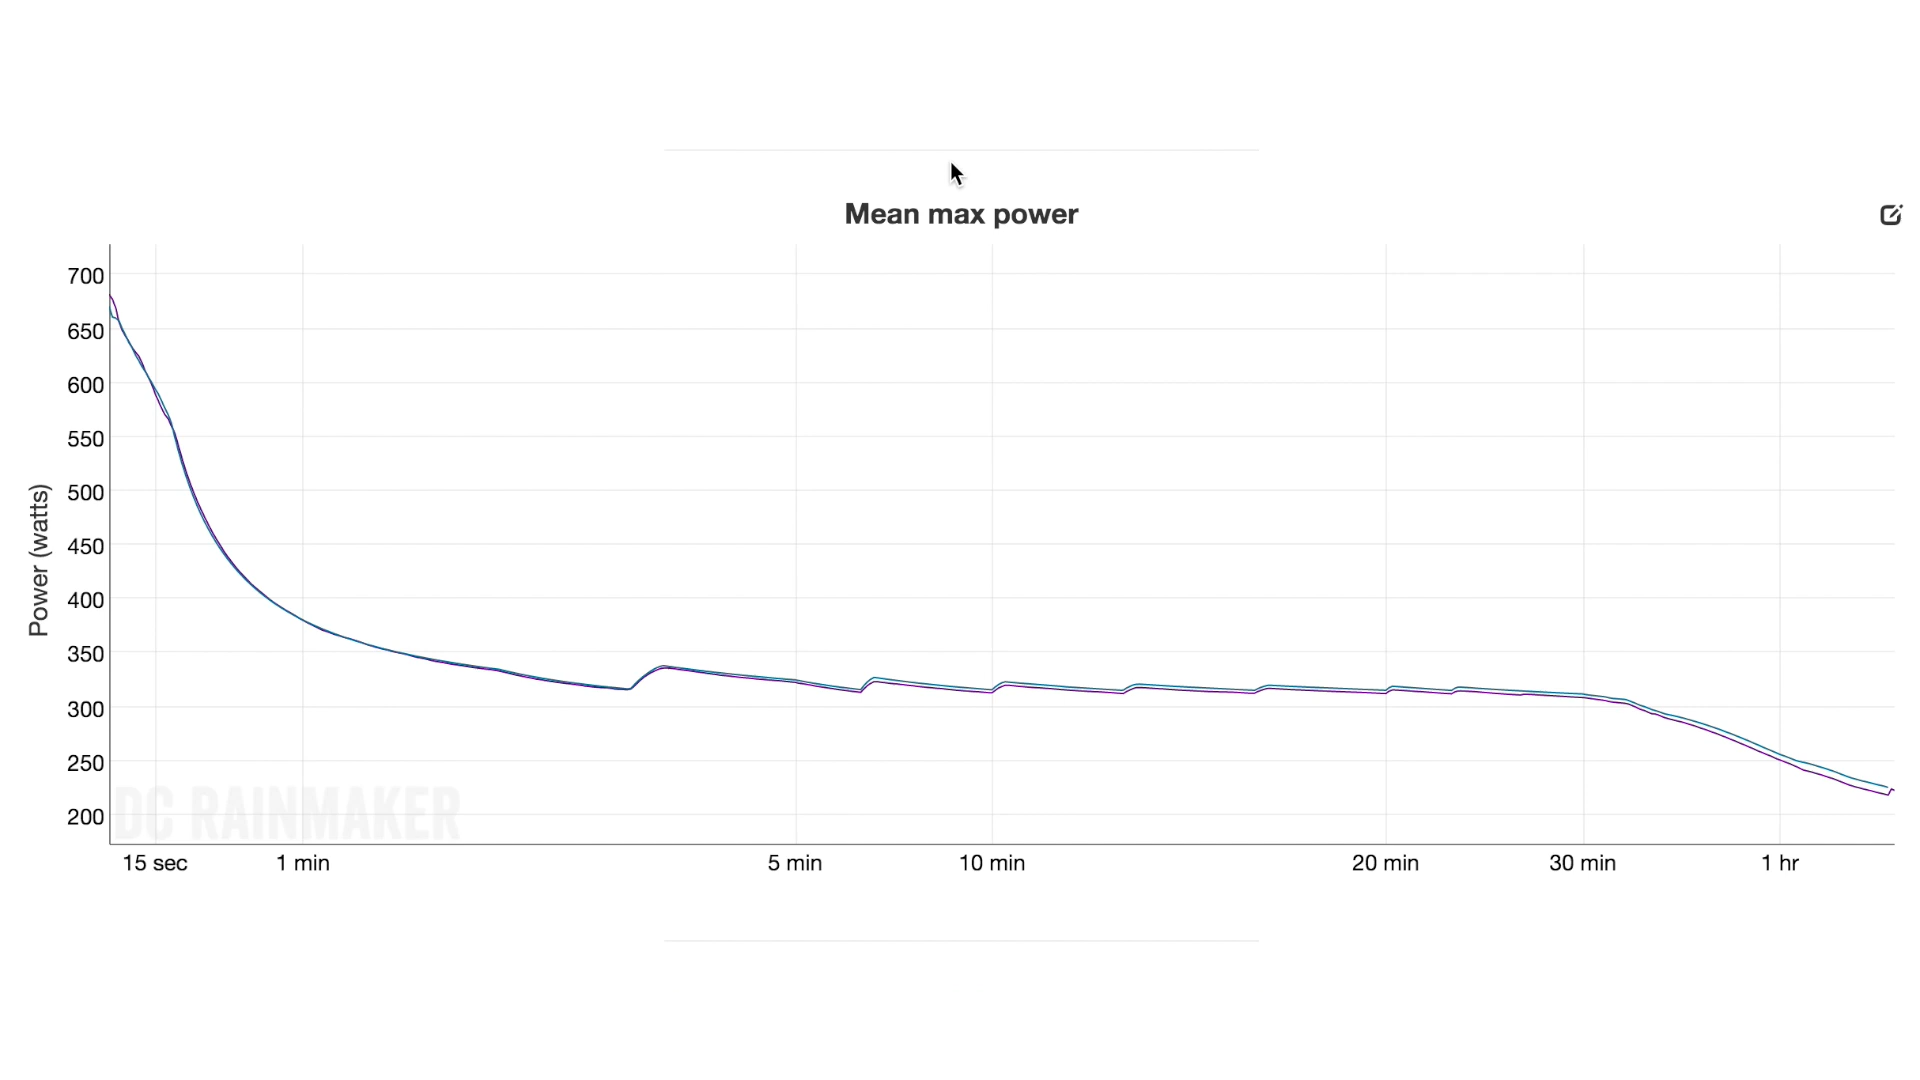 Mean max power
Power (watts)
700
650
600
550
500
450
400
350
300
250
200
DC RAINMAKER
15 sec 1 min 5 min 10 min 20 min 30 min 1 hr